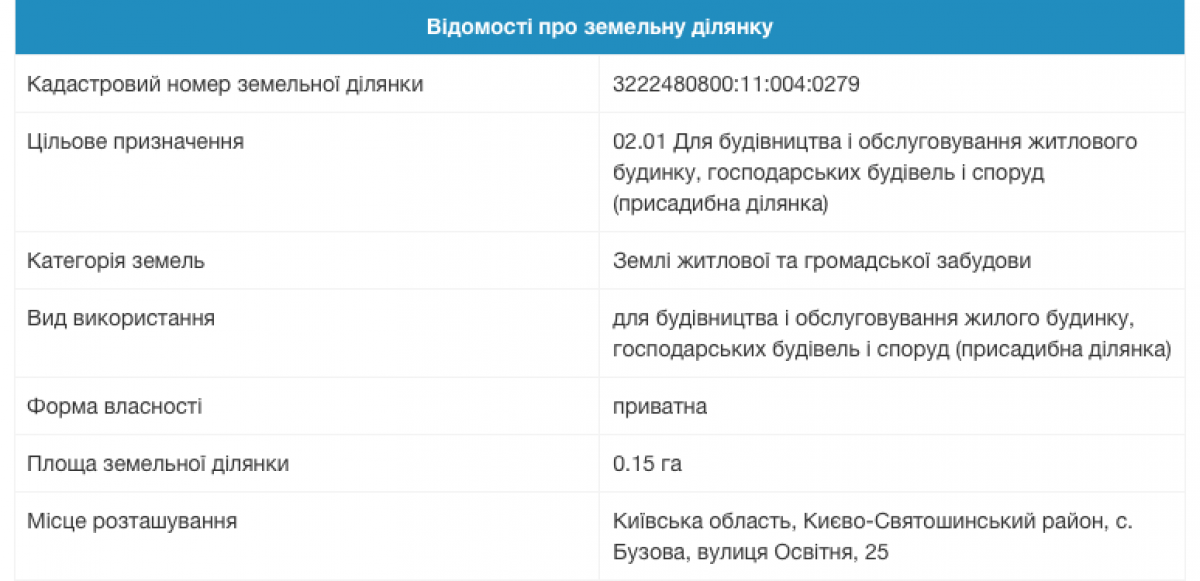 Відомості про земельну ділянку
Кадастровий номер земельної ділянки
3222480800:11:004:0279
Цільове призначення
02.01 Для будівництва і обслуговування житлового
будинку, господарських будівель і споруд
(присадибна ділянка)
Категорія земель
Землі житлової та громадської забудови
Вид використання
для будівництва і обслуговування жилого будинку,
господарських будівель і споруд (присадибна ділянка)
Форма власності
приватна
Площа земельної ділянки
0.15 га
Місце розташування
Київська область, Києво-Святошинський район, с.
Бузова, вулиця Освітня, 25